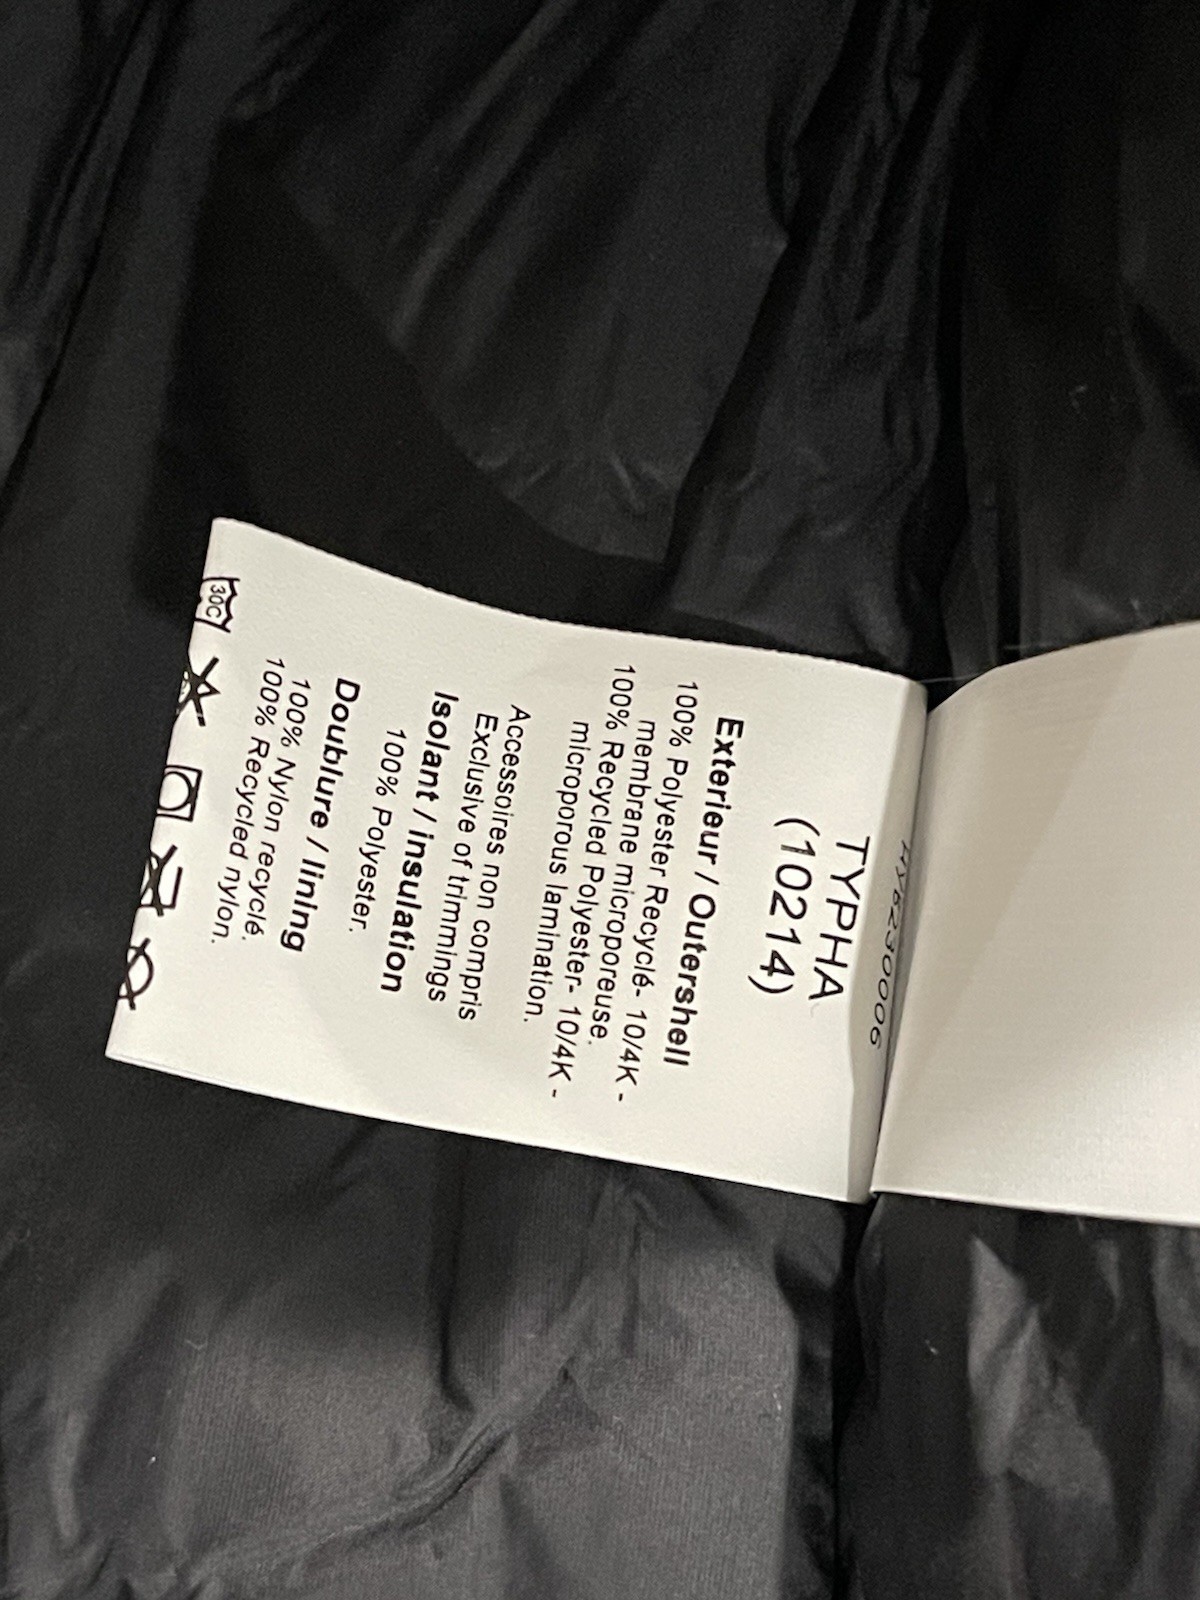 TYPHA
(10214)
Exterieur / Outershell
100% Polyester Recyclé- 10/4K -
membrane microporeuse.
100% Recycled Polyester- 10/4K -
microporous lamination.
Accessoires non compris
Exclusive of trimmings
Isolant / insulation
100% Polyester.
Doublure / lining
100% Nylon recyclé.
100% Recycled nylon.
30C